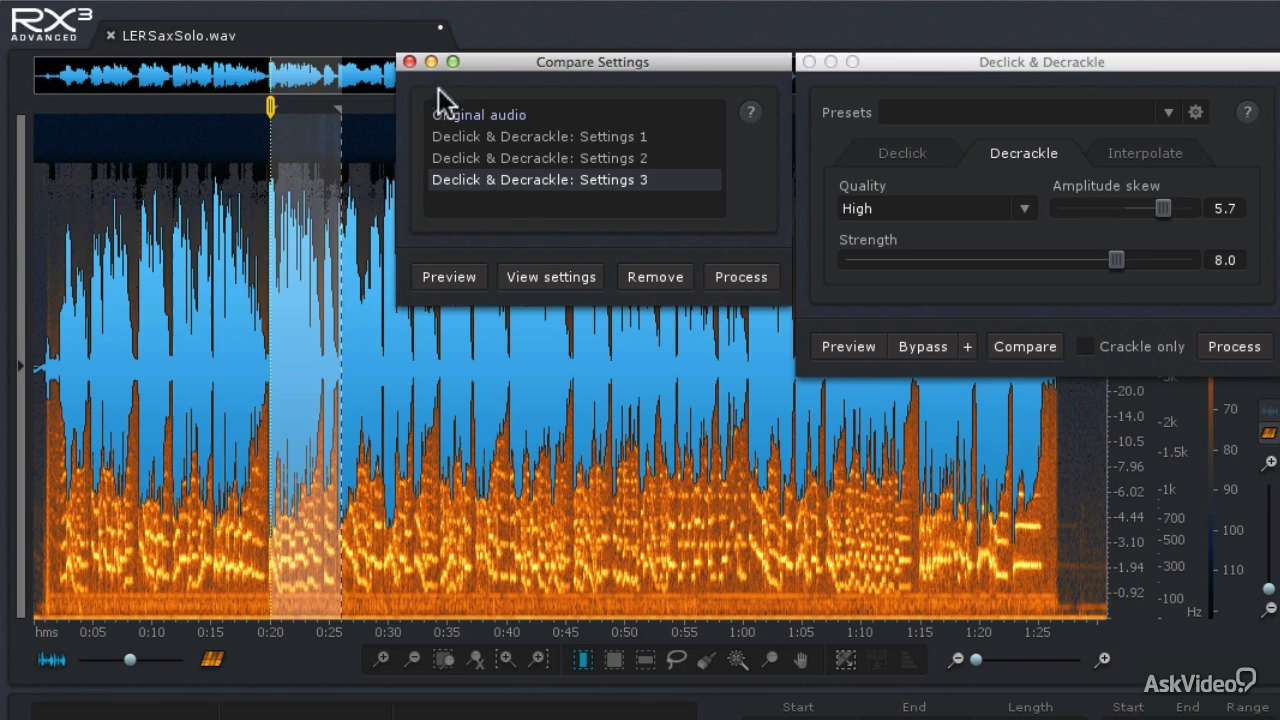 RX3
ADVANCED
LERSaxSolo.wav
Compare Settings
Declick & Decrackle
Original audio
Declick & Decrackle: Settings 1
Declick & Decrackle: Settings 2
Declick & Decrackle: Settings 3
?
Preview View settings Remove Process
Presets
?
Declick Decrackle Interpolate
Quality Amplitude skew
High 5.7
Strength
8.0
Preview Bypass + Compare Crackle only Process
-20.0
-14.0 -2k 70
-10.5 -1.5k 80
-7.96
-6.02 -1k 90
-4.44 -700 100
-3.10 -500
-1.94 -300 110
-0.92 -100
Hz
hms 0:05 0:10 0:15 0:20 0:25 0:30 0:35 0:40 0:45 0:50 0:55 1:00 1:05 1:10 1:15 1:20 1:25
AskVideo
Start End Length Start End Range